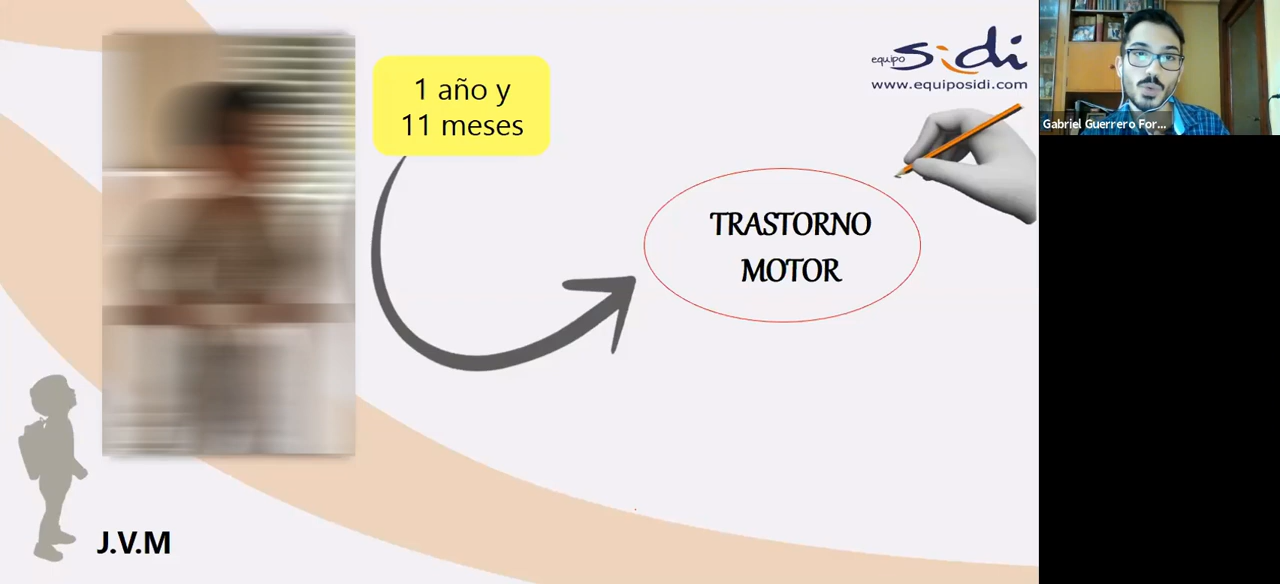 1 año y
11 meses
equipo sidi
www.equiposidi.com
Gabriel Guerrero For...
TRASTORNO
MOTOR
J.V.M